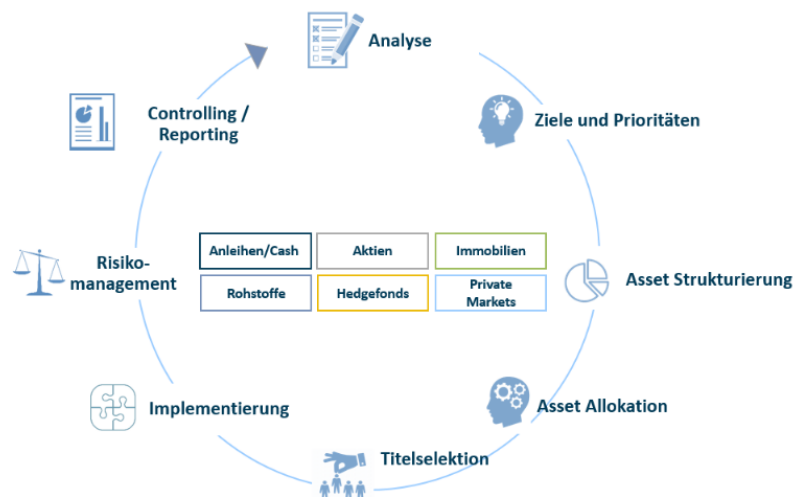 Analyse
Ziele und Prioritäten
Asset Strukturierung
Asset Allokation
Titelselektion
Implementierung
Risiko-
management
Controlling /
Reporting
Anleihen/Cash
Aktien
Immobilien
Rohstoffe
Hedgefonds
Private
Markets